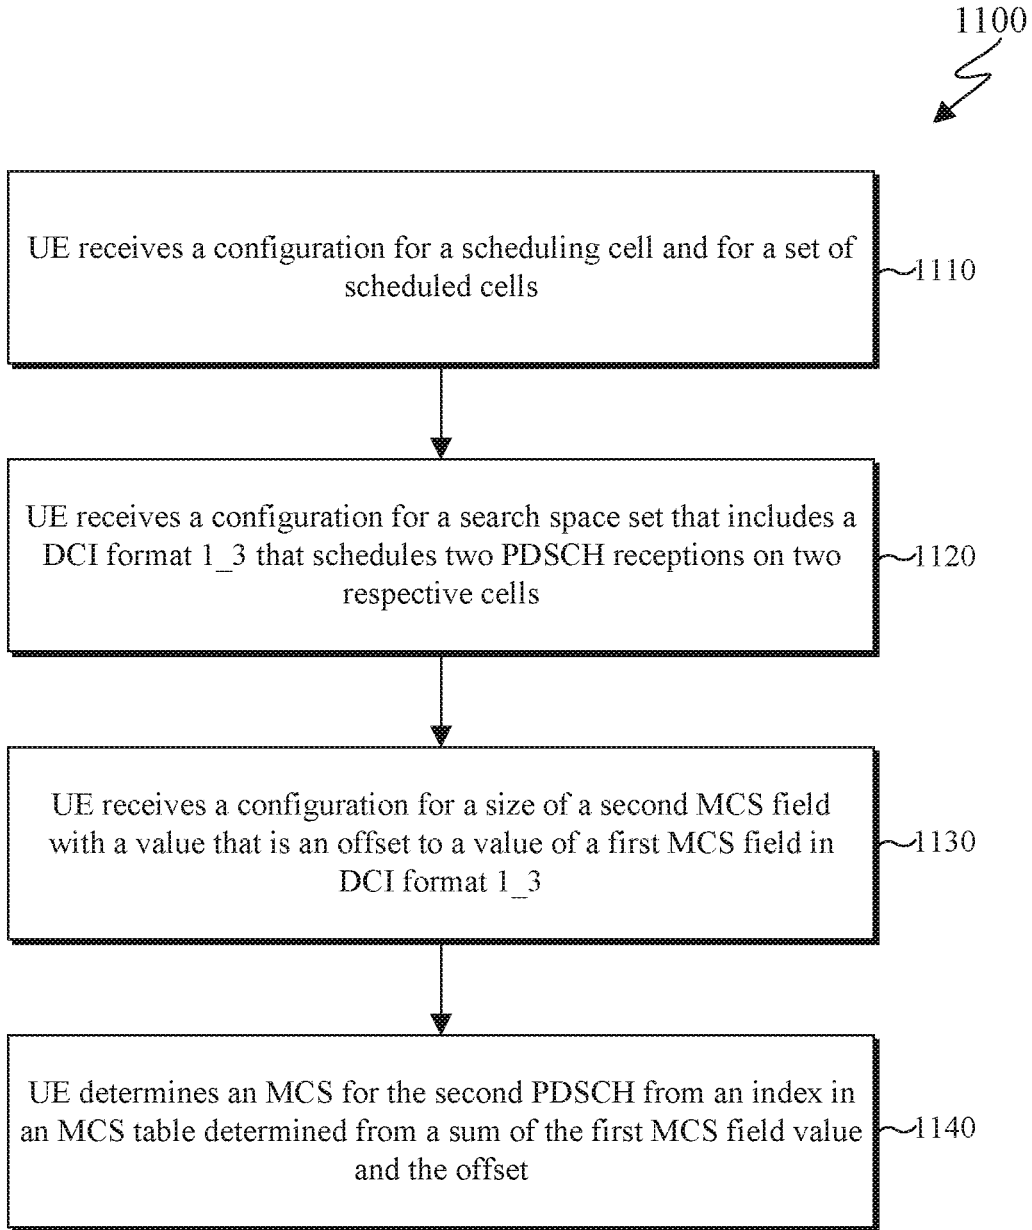 1100
UE receives a configuration for a scheduling cell and for a set of
scheduled cells
1110
UE receives a configuration for a search space set that includes a
DCI format 1_3 that schedules two PDSCH receptions on two
respective cells
1120
UE receives a configuration for a size of a second MCS field
with a value that is an offset to a value of a first MCS field in
DCI format 1_3
1130
UE determines an MCS for the second PDSCH from an index in
an MCS table determined from a sum of the first MCS field value
and the offset
1140